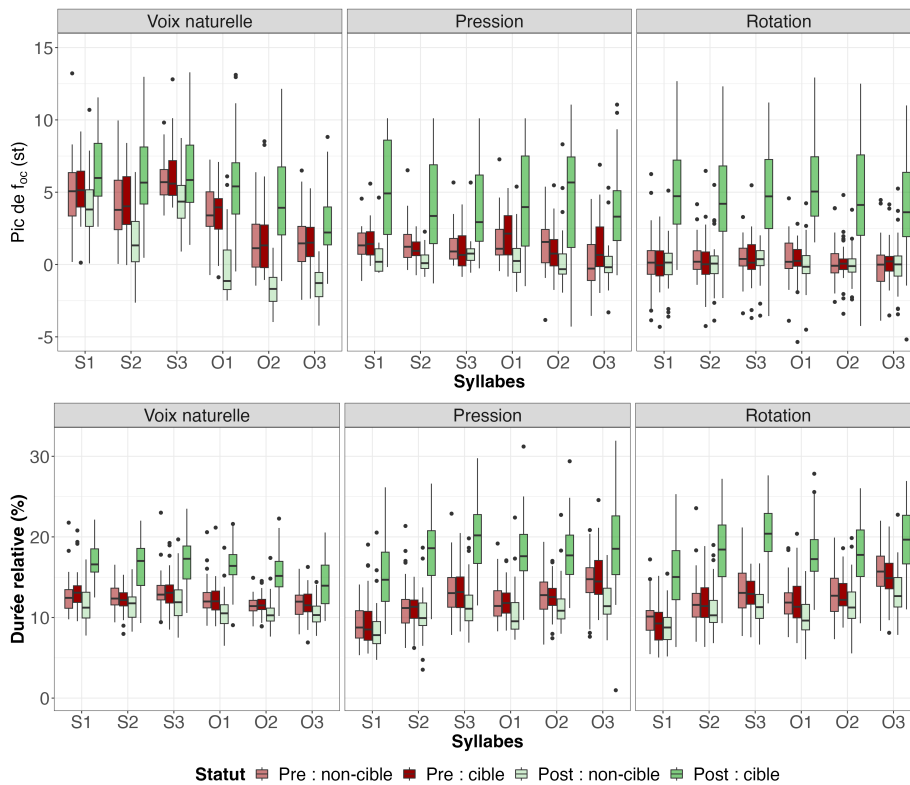 Voix naturelle Pression Rotation
Pic de foc (st)
15
10
5
0
-5
S1 S2 S3 O1 O2 O3 S1 S2 S3 O1 O2 O3 S1 S2 S3 O1 O2 O3
Syllabes
Voix naturelle Pression Rotation
Durée relative (%)
30
20
10
0
S1 S2 S3 O1 O2 O3 S1 S2 S3 O1 O2 O3 S1 S2 S3 O1 O2 O3
Syllabes
Statut Pre : non-cible Pre : cible Post : non-cible Post : cible